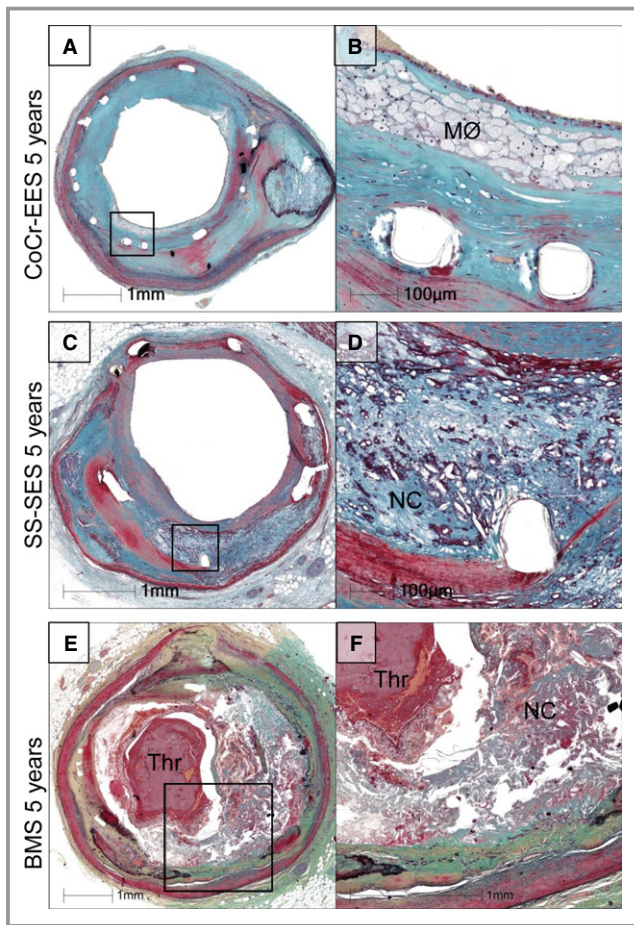 A
B
CoCr-EES 5 years
MØ
1mm
100µm
C
D
SS-SES 5 years
NC
1mm
100µm
E
F
BMS 5 years
Thr
Thr
NC
1mm
1mm